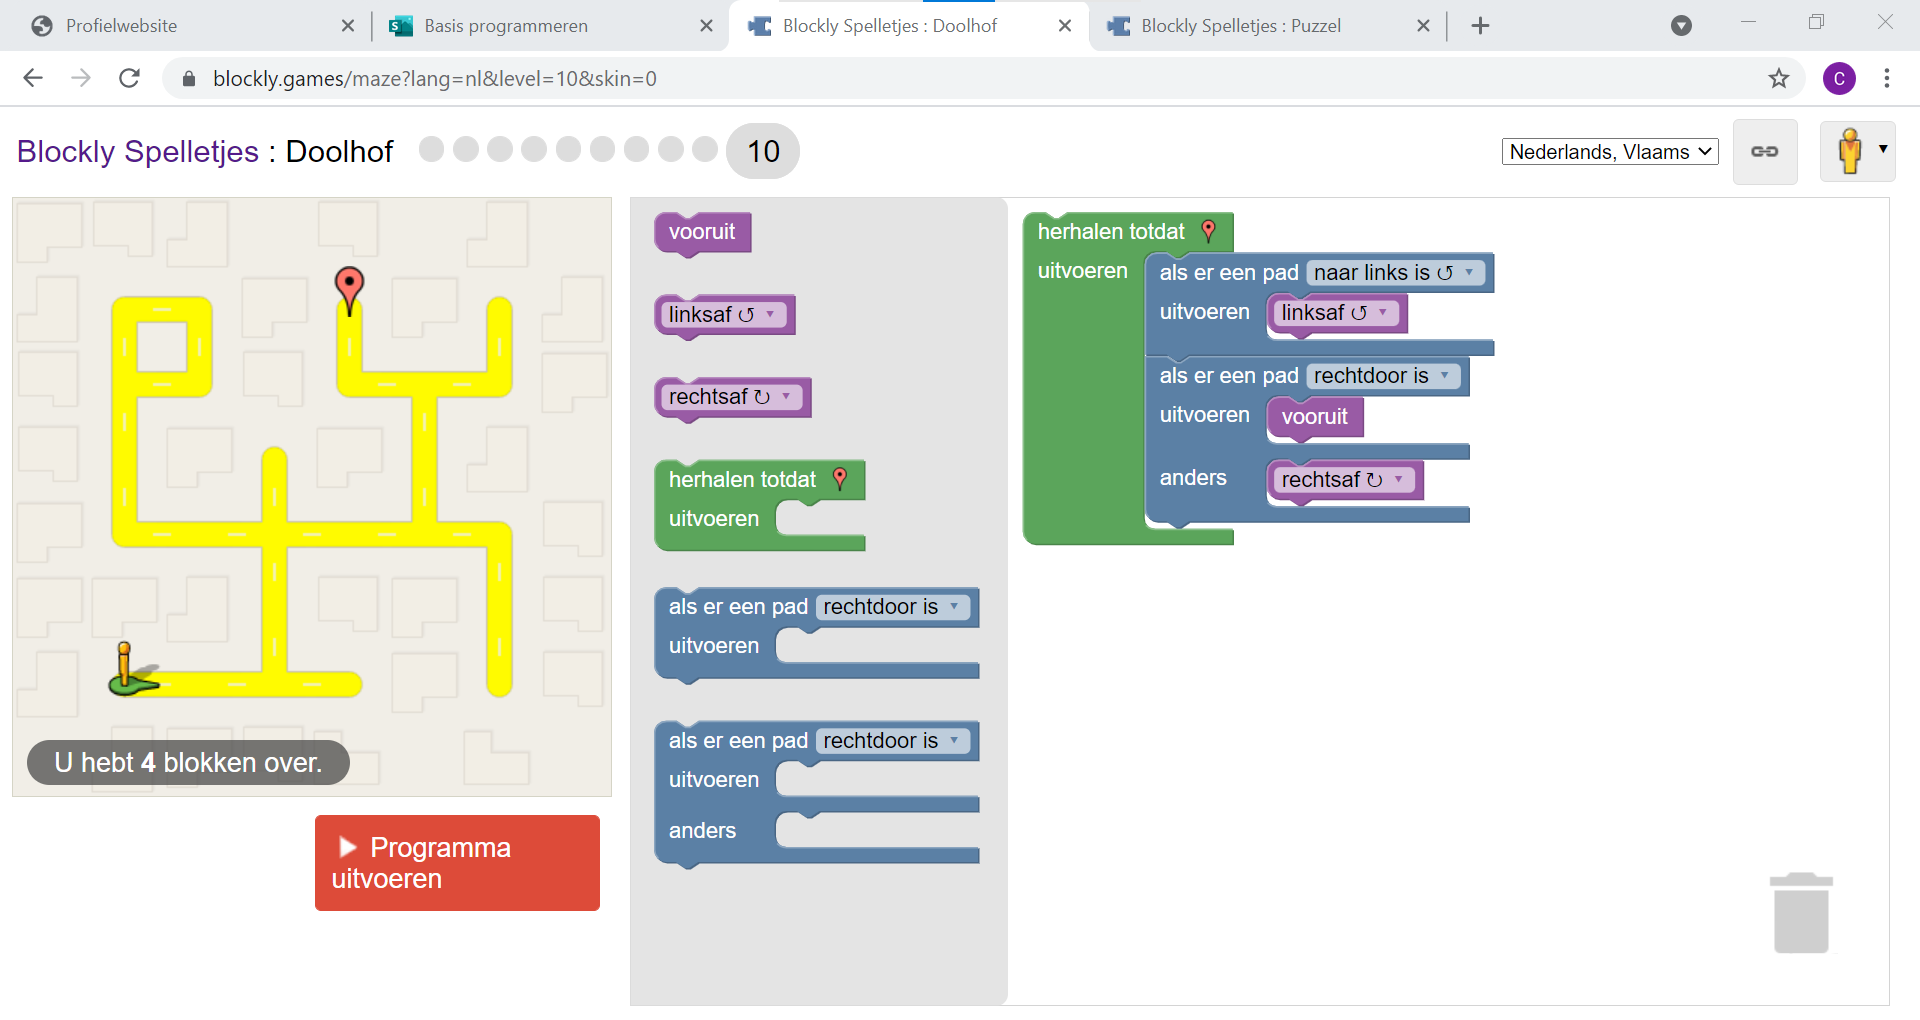 Profielwebsite
Basis programmeren
Blockly Spelletjes : Doolhof
Blockly Spelletjes : Puzzel
blockly.games/maze?lang=nl&level=10&skin=0
C
Blockly Spelletjes : Doolhof
10
Nederlands, Vlaams
U hebt 4 blokken over.
Programma
uitvoeren
vooruit
linksaf ↺
rechtsaf ↻
herhalen totdat
uitvoeren
als er een pad rechtdoor is
uitvoeren
als er een pad rechtdoor is
uitvoeren
anders
herhalen totdat
uitvoeren
als er een pad naar links is ↺
uitvoeren
linksaf ↺
als er een pad rechtdoor is
uitvoeren
vooruit
anders
rechtsaf ↻